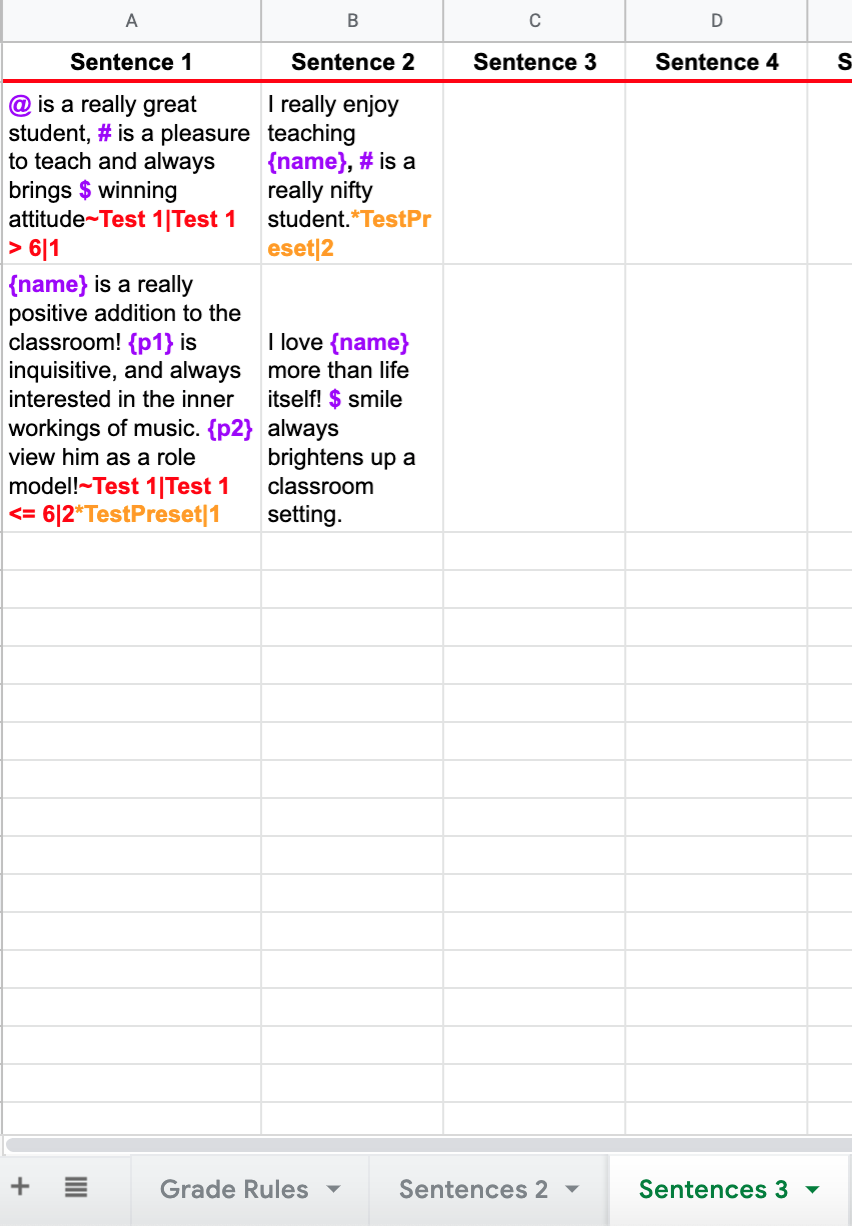 A B C D
Sentence 1 Sentence 2 Sentence 3 Sentence 4 S
@ is a really great
student, # is a pleasure
to teach and always
brings $ winning
attitude~Test 1|Test 1
> 6|1
I really enjoy
teaching
{name}, # is a
really nifty
student.*TestPr
eset|2
{name} is a really
positive addition to the
classroom! {p1} is
inquisitive, and always
interested in the inner
workings of music. {p2}
view him as a role
model!~Test 1|Test 1
<= 6|2*TestPreset|1
I love {name}
more than life
itself! $ smile
always
brightens up a
classroom
setting.
+ Grade Rules Sentences 2 Sentences 3